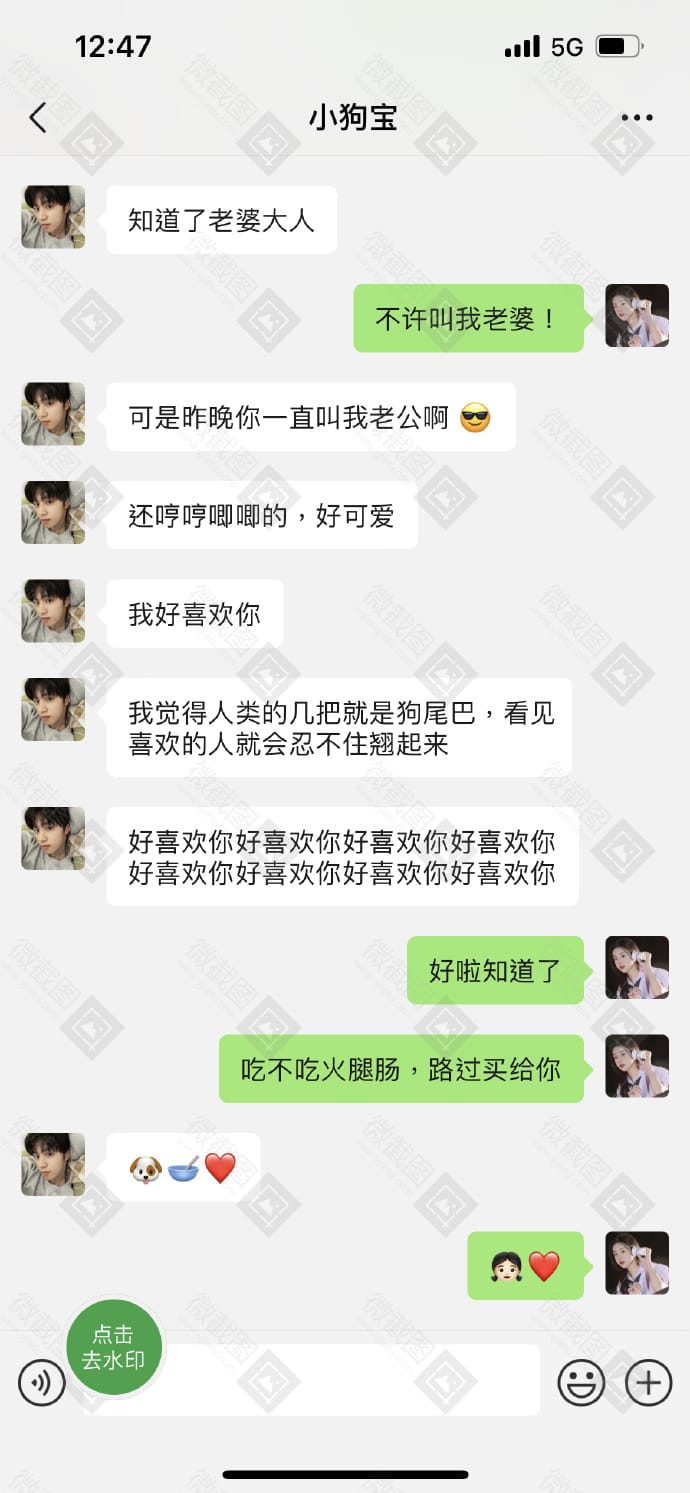 12:47
5G
小狗宝
知道了老婆大人
不许叫我老婆！
可是昨晚你一直叫我老公啊 😎
还哼哼唧唧的，好可爱
我好喜欢你
我觉得人类的几把就是狗尾巴，看见
喜欢的人就会忍不住翘起来
好喜欢你好喜欢你好喜欢你好喜欢你
好喜欢你好喜欢你好喜欢你好喜欢你
好啦知道了
吃不吃火腿肠，路过买给你
🐶🥣❤️
👧🏻❤️
点击
去水印
微截图